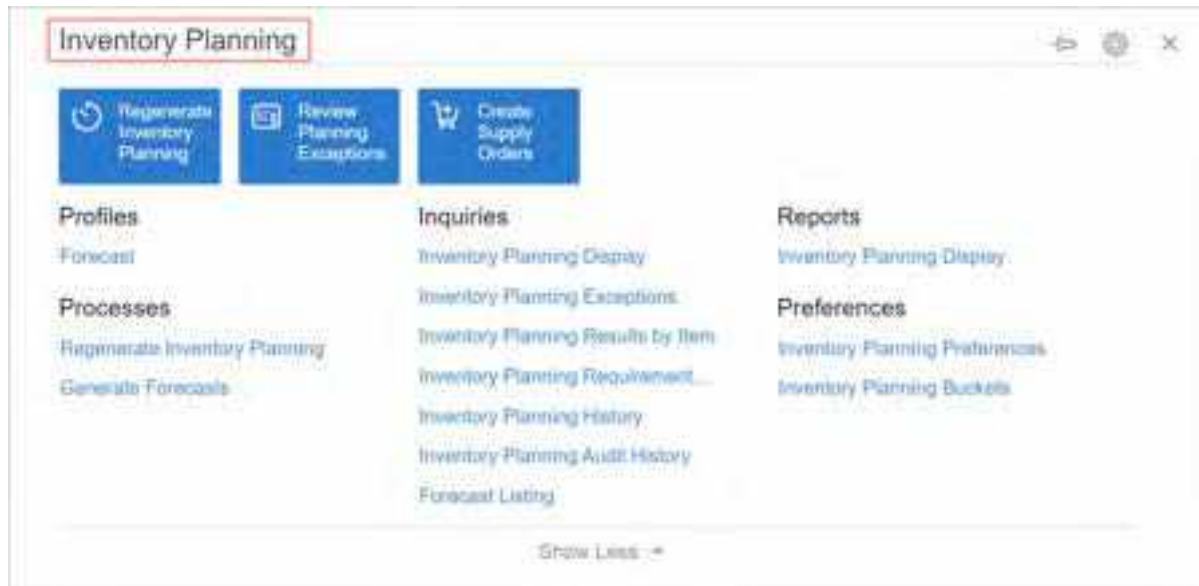 Inventory Planning
Regenerate
Inventory
Planning
Review
Planning
Exceptions
Create
Supply
Orders
Profiles
Forecast
Processes
Regenerate Inventory Planning
Generate Forecasts
Inquiries
Inventory Planning Display
Inventory Planning Exceptions
Inventory Planning Results by Item
Inventory Planning Requirement...
Inventory Planning History
Inventory Planning Audit History
Forecast Listing
Reports
Inventory Planning Display
Preferences
Inventory Planning Preferences
Inventory Planning Buckets
Show Less